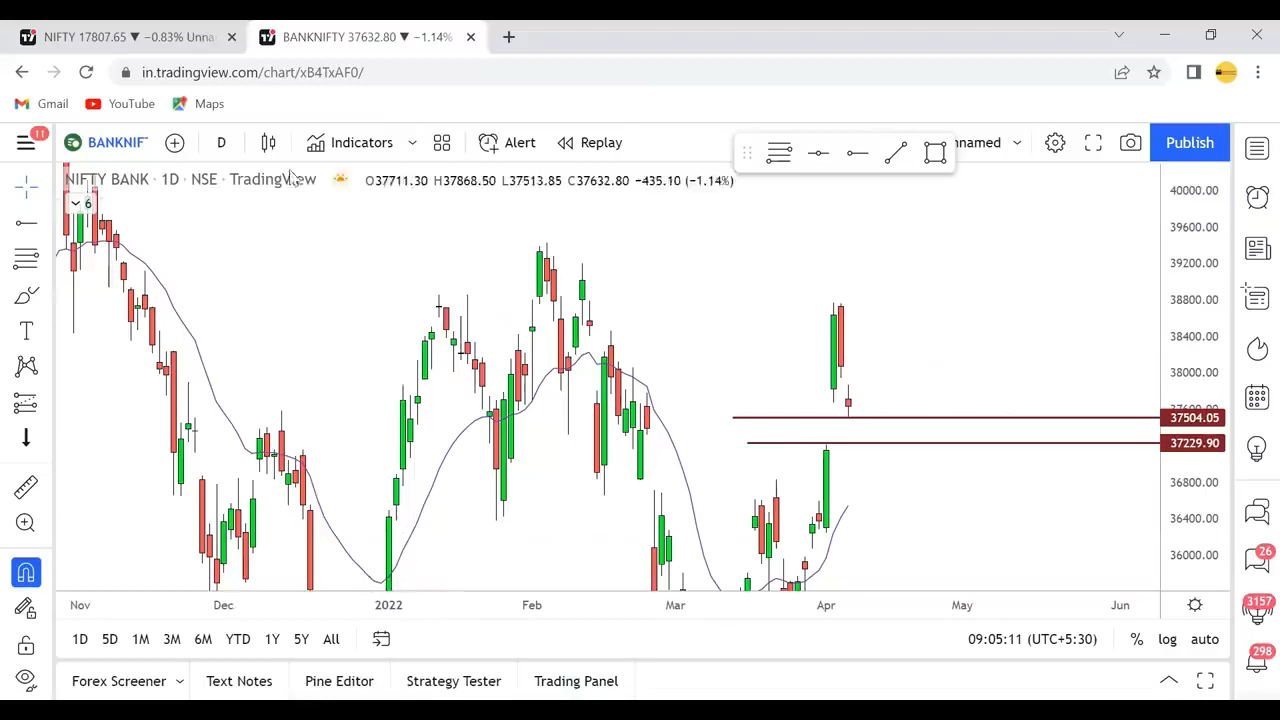 NIFTY 17807.65 ▼ −0.83% Unna
BANKNIFTY 37632.80 ▼ −1.14%
in.tradingview.com/chart/xB4TxAF0/
Gmail YouTube Maps
11
BANKNIF D Indicators Alert Replay nnamed Publish
NIFTY BANK · 1D · NSE · TradingView O37711.30 H37868.50 L37513.85 C37632.80 −435.10 (−1.14%)
6
40000.00
39600.00
39200.00
38800.00
38400.00
38000.00
37504.05
37229.90
36800.00
36400.00
36000.00
Nov Dec 2022 Feb Mar Apr May Jun
1D 5D 1M 3M 6M YTD 1Y 5Y All 09:05:11 (UTC+5:30) % log auto
Forex Screener Text Notes Pine Editor Strategy Tester Trading Panel
26
3157
298